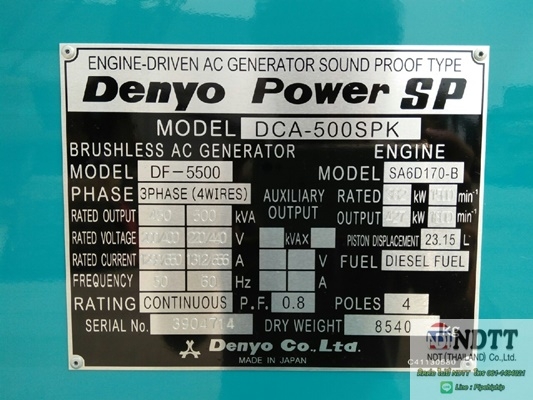 ENGINE-DRIVEN AC GENERATOR SOUND PROOF TYPE
Denyo Power SP
MODEL DCA-500SPK
BRUSHLESS AC GENERATOR ENGINE
MODEL DF-5500 MODEL SA6D170-B
PHASE 3PHASE (4WIRES) AUXILIARY OUTPUT RATED OUTPUT kW min-1
RATED OUTPUT 500 kVA kW min-1
RATED VOLTAGE V kVA× PISTON DISPLACEMENT 23.15 L
RATED CURRENT A V FUEL DIESEL FUEL
FREQUENCY 50 60 Hz A
RATING CONTINUOUS P.F. 0.8 POLES 4
SERIAL No. 3904714 DRY WEIGHT 8540
Denyo Co., Ltd.
MADE IN JAPAN
NDTT
NDT (THAILAND) Co., Ltd.